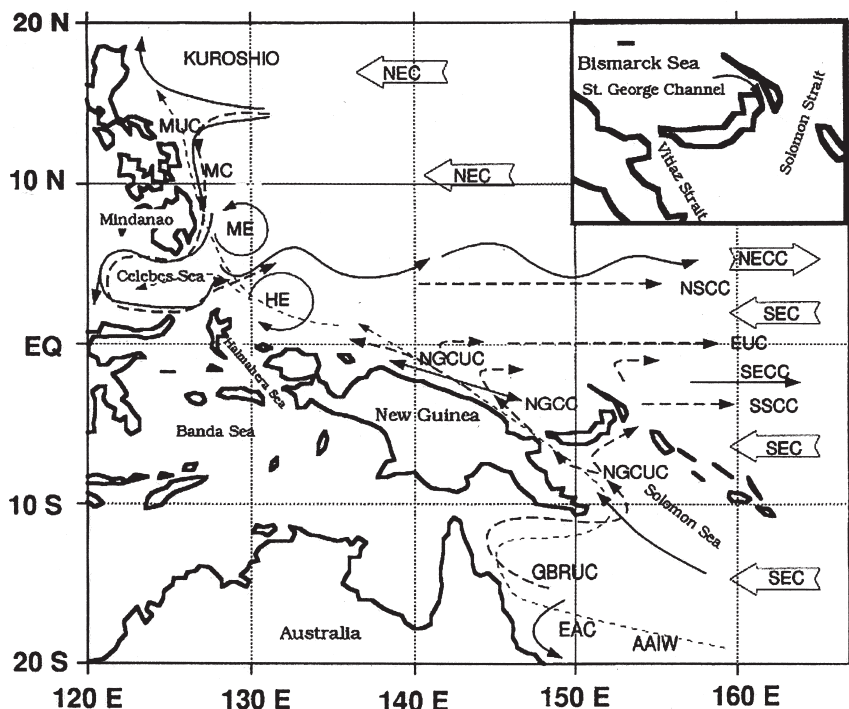 20 N
KUROSHIO
NEC
Bismarck Sea
St. George Channel
Solomon Strait
Vitiaz Strait
MUC
MC
10 N
NEC
Mindanao
ME
NECC
Celebes Sea
NSCC
HE
SEC
EQ
EUC
Halmahera Sea
NGCUC
SECC
NGCC
SSCC
New Guinea
Banda Sea
SEC
NGCUC
Solomon Sea
10 S
GBRUC
SEC
EAC
Australia
AAIW
20 S
120 E 130 E 140 E 150 E 160 E